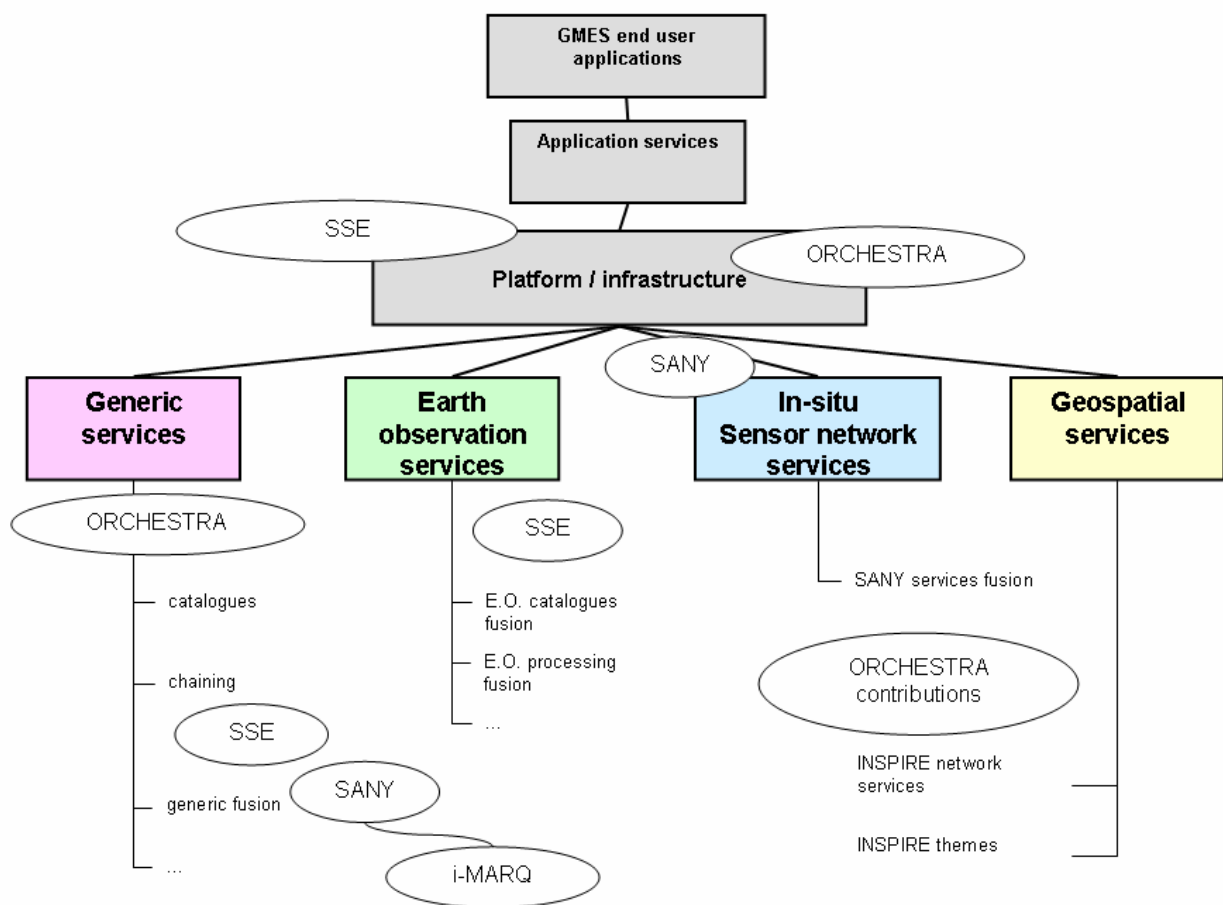 GMES end user
applications
Application services
SSE
ORCHESTRA
Platform / infrastructure
SANY
Generic
services
Earth
observation
services
In-situ
Sensor network
services
Geospatial
services
ORCHESTRA
SSE
SANY services fusion
catalogues
E.O. catalogues
fusion
E.O. processing
fusion
ORCHESTRA
contributions
chaining
SSE
...
INSPIRE network
services
SANY
generic fusion
INSPIRE themes
...
i-MARQ